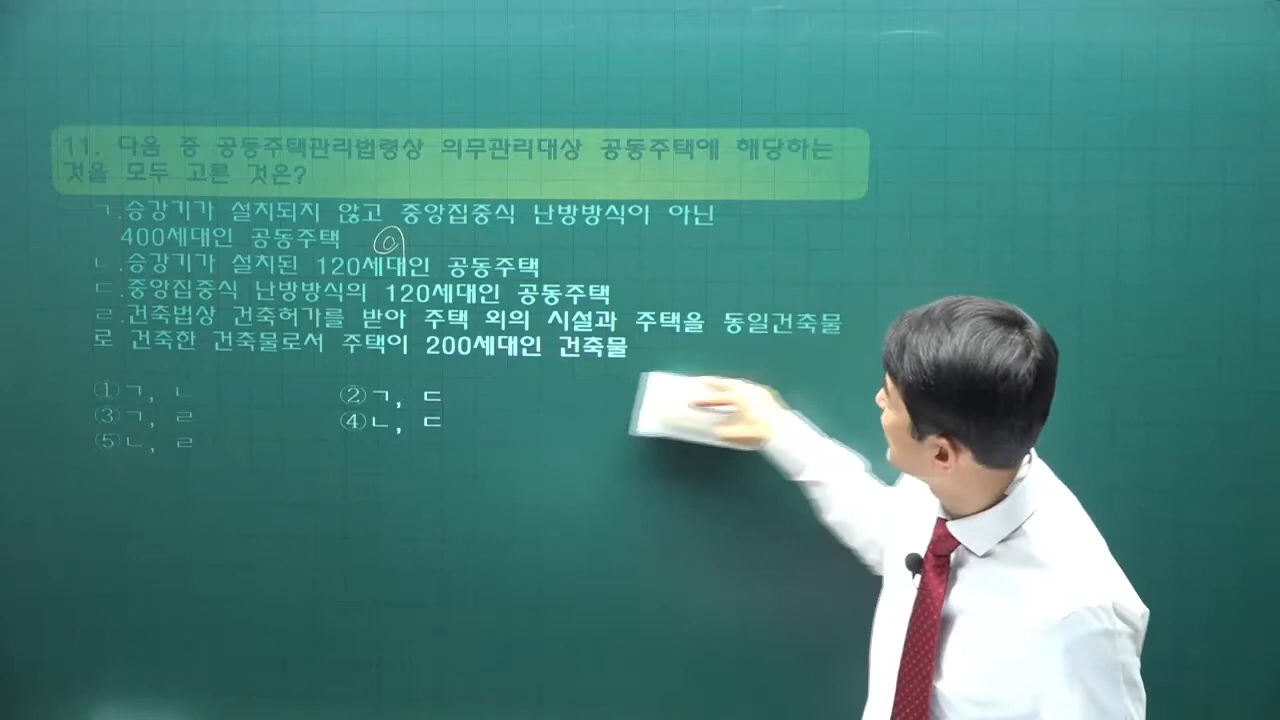 11. 다음 중 공동주택관리법령상 의무관리대상 공동주택에 해당하는
것을 모두 고른 것은?
ㄱ.승강기가 설치되지 않고 중앙집중식 난방방식이 아닌
400세대인 공동주택
ㄴ.승강기가 설치된 120세대인 공동주택
ㄷ.중앙집중식 난방방식의 120세대인 공동주택
ㄹ.건축법상 건축허가를 받아 주택 외의 시설과 주택을 동일건축물
로 건축한 건축물로서 주택이 200세대인 건축물
①ㄱ, ㄴ ②ㄱ, ㄷ
③ㄱ, ㄹ ④ㄴ, ㄷ
⑤ㄴ, ㄹ